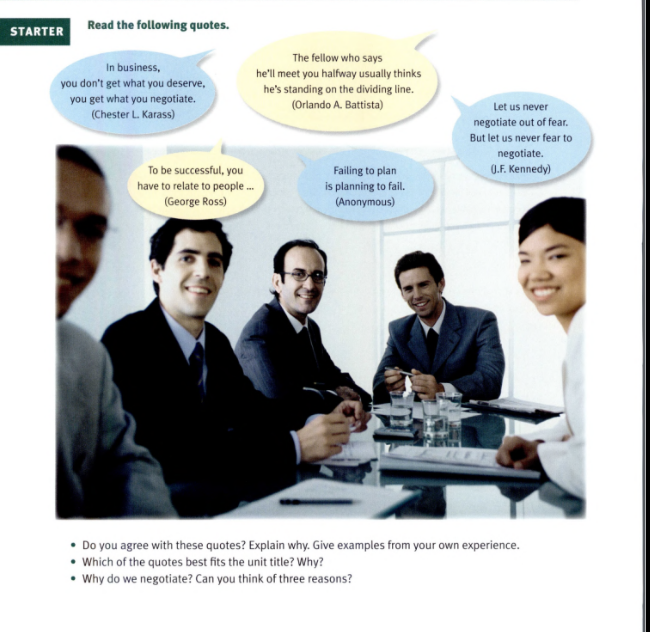 STARTER
Read the following quotes.
In business,
you don't get what you deserve,
you get what you negotiate.
(Chester L. Karass)
The fellow who says
he'll meet you halfway usually thinks
he's standing on the dividing line.
(Orlando A. Battista)
Let us never
negotiate out of fear.
But let us never fear to
negotiate.
(J.F. Kennedy)
To be successful, you
have to relate to people ...
(George Ross)
Failing to plan
is planning to fail.
(Anonymous)
• Do you agree with these quotes? Explain why. Give examples from your own experience.
• Which of the quotes best fits the unit title? Why?
• Why do we negotiate? Can you think of three reasons?